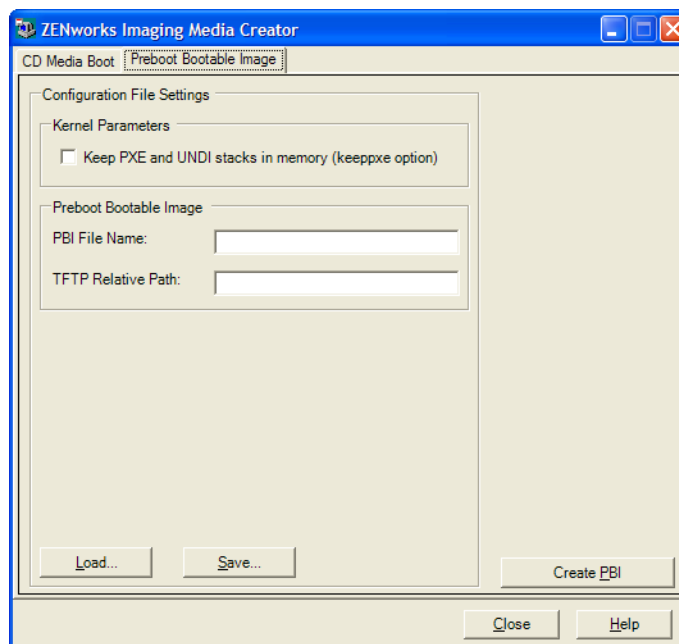 ZENworks Imaging Media Creator
CD Media Boot
Preboot Bootable Image
Configuration File Settings
Kernel Parameters
Keep PXE and UNDI stacks in memory (keeppxe option)
Preboot Bootable Image
PBI File Name:
TFTP Relative Path:
Load...
Save...
Create PBI
Close
Help